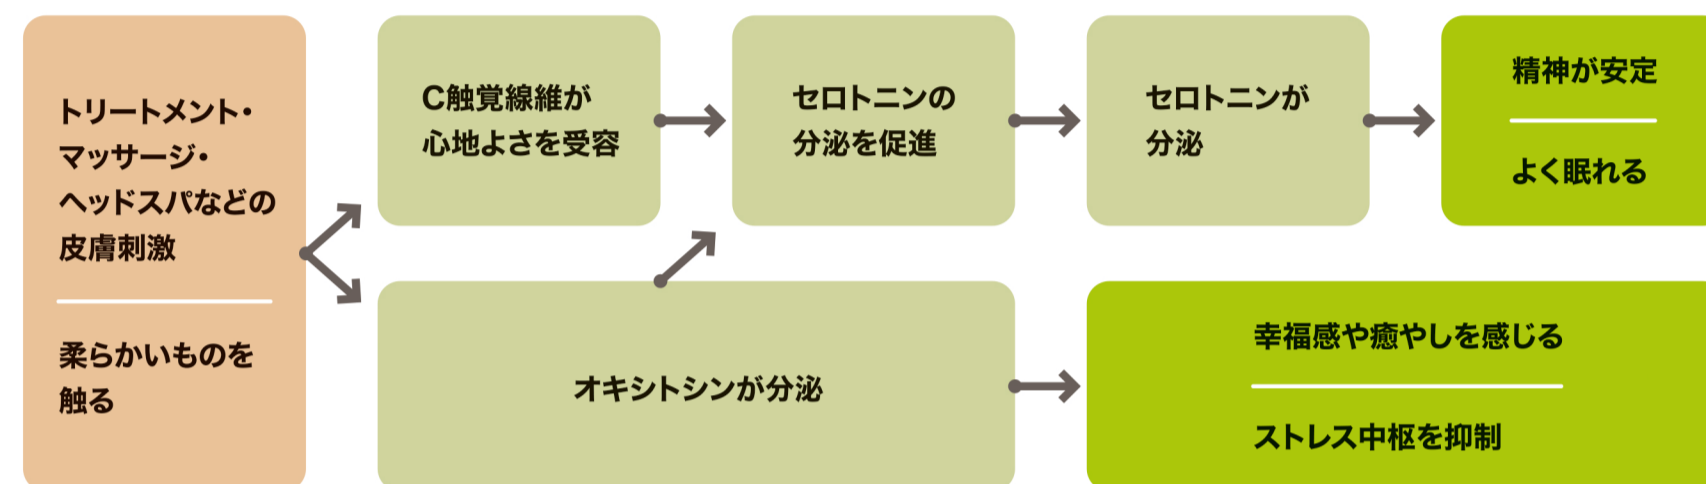 トリートメント・
マッサージ・
ヘッドスパなどの
皮膚刺激
柔らかいものを
触る
C触覚線維が
心地よさを受容
セロトニンの
分泌を促進
セロトニンが
分泌
精神が安定
よく眠れる
オキシトシンが分泌
幸福感や癒やしを感じる
ストレス中枢を抑制